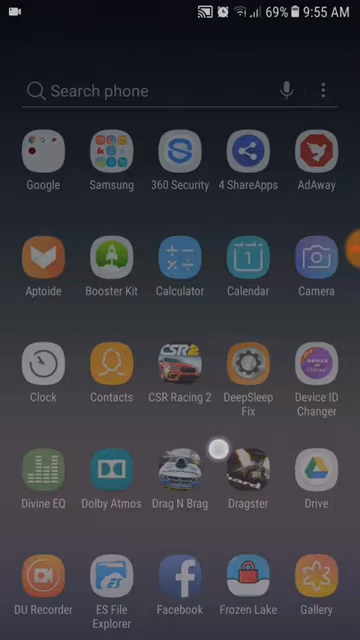 69% 9:55 AM
Search phone
Google Samsung 360 Security 4 ShareApps AdAway
Aptoide Booster Kit Calculator Calendar Camera
1
Clock Contacts CSR Racing 2 DeepSleep Fix Device ID Changer
CSR2
Divine EQ Dolby Atmos Drag N Brag Dragster Drive
DU Recorder ES File Explorer Facebook Frozen Lake Gallery